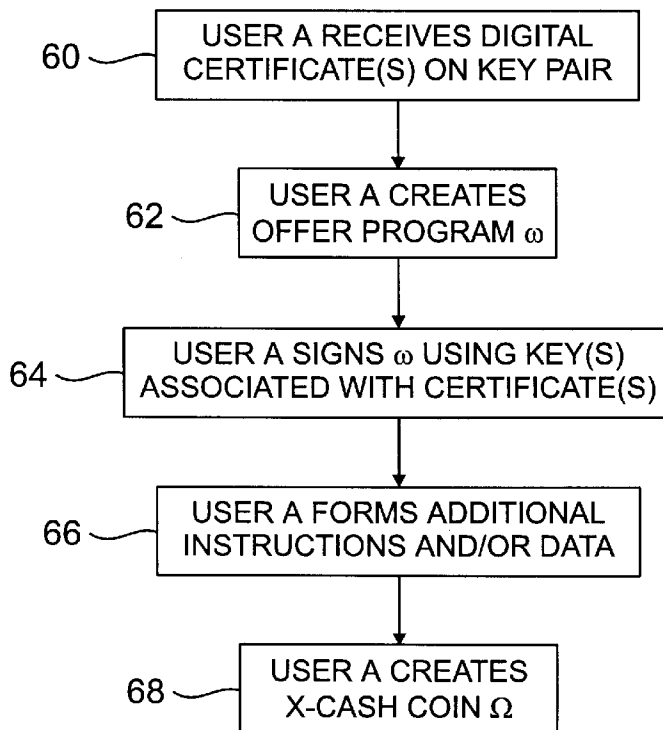 60
USER A RECEIVES DIGITAL
CERTIFICATE(S) ON KEY PAIR
62
USER A CREATES
OFFER PROGRAM ω
64
USER A SIGNS ω USING KEY(S)
ASSOCIATED WITH CERTIFICATE(S)
66
USER A FORMS ADDITIONAL
INSTRUCTIONS AND/OR DATA
68
USER A CREATES
X-CASH COIN Ω